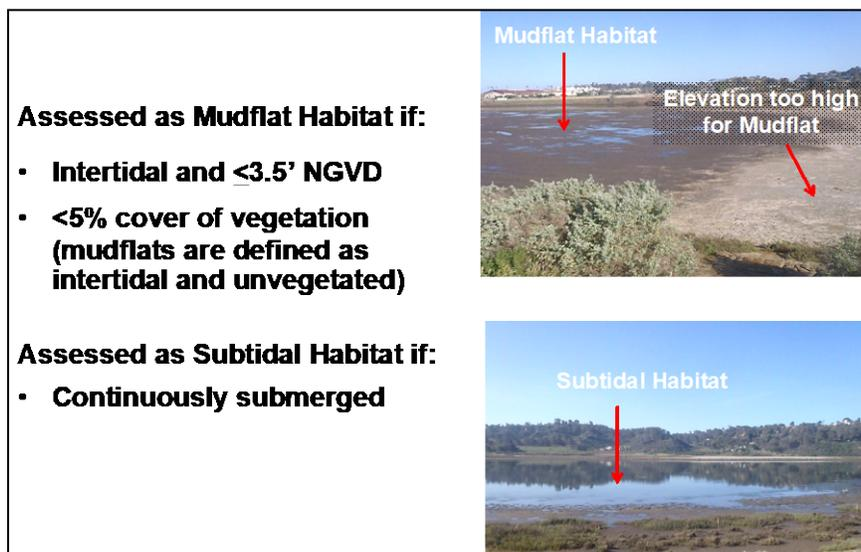 Assessed as Mudflat Habitat if:
• Intertidal and <3.5’ NGVD
• <5% cover of vegetation
(mudflats are defined as
intertidal and unvegetated)
Assessed as Subtidal Habitat if:
• Continuously submerged
Mudflat Habitat
Elevation too high
for Mudflat
Subtidal Habitat